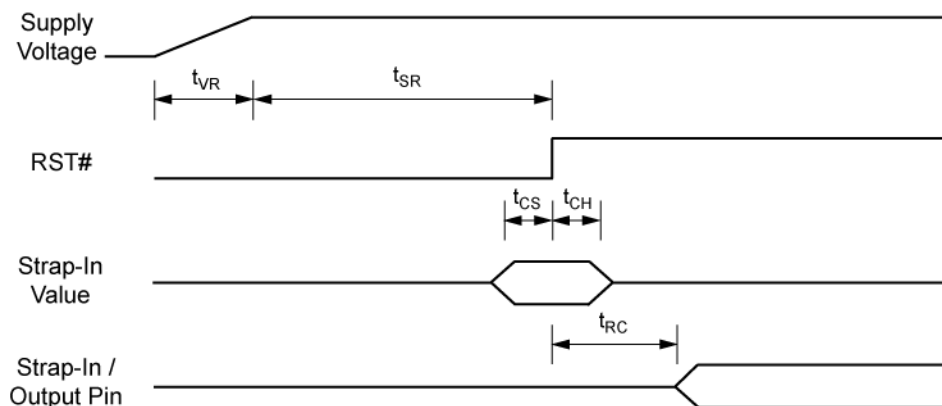 Supply
Voltage
tVR
tSR
RST#
tCS
tCH
Strap-In
Value
tRC
Strap-In /
Output Pin